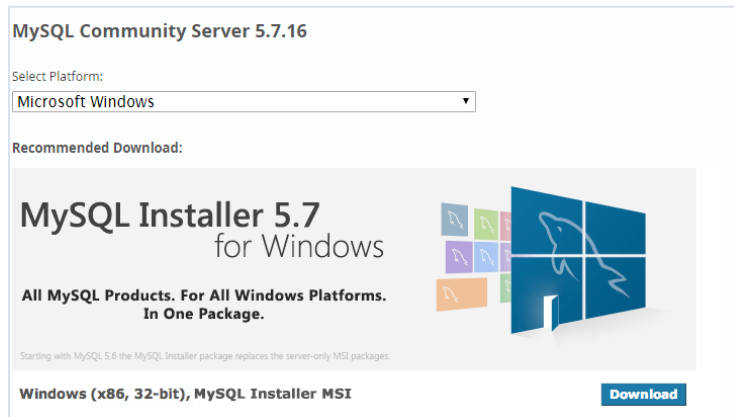 MySQL Community Server 5.7.16
Select Platform:
Microsoft Windows
Recommended Download:
MySQL Installer 5.7
for Windows
All MySQL Products. For All Windows Platforms.
In One Package.
Starting with MySQL 5.6 the MySQL Installer package replaces the server-only MSI packages.
Windows (x86, 32-bit), MySQL Installer MSI
Download